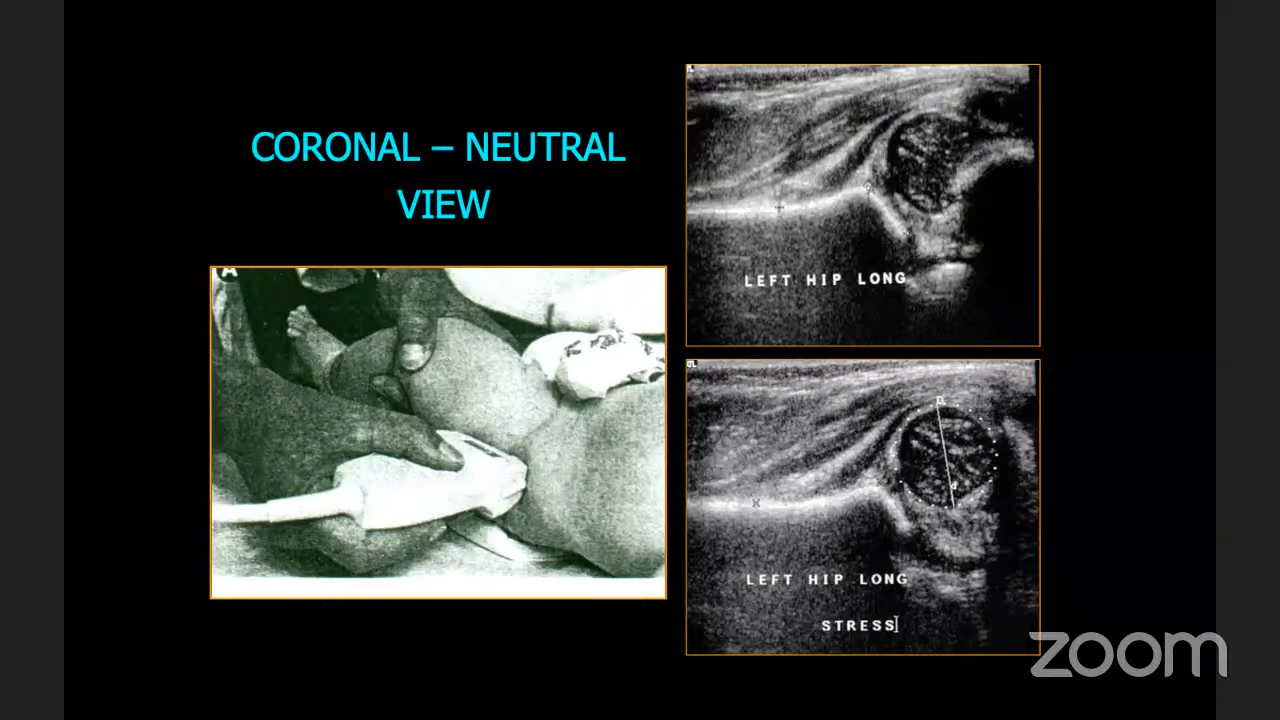 CORONAL – NEUTRAL
VIEW
A
LEFT HIP LONG
D
d
LEFT HIP LONG
STRESS
zoom